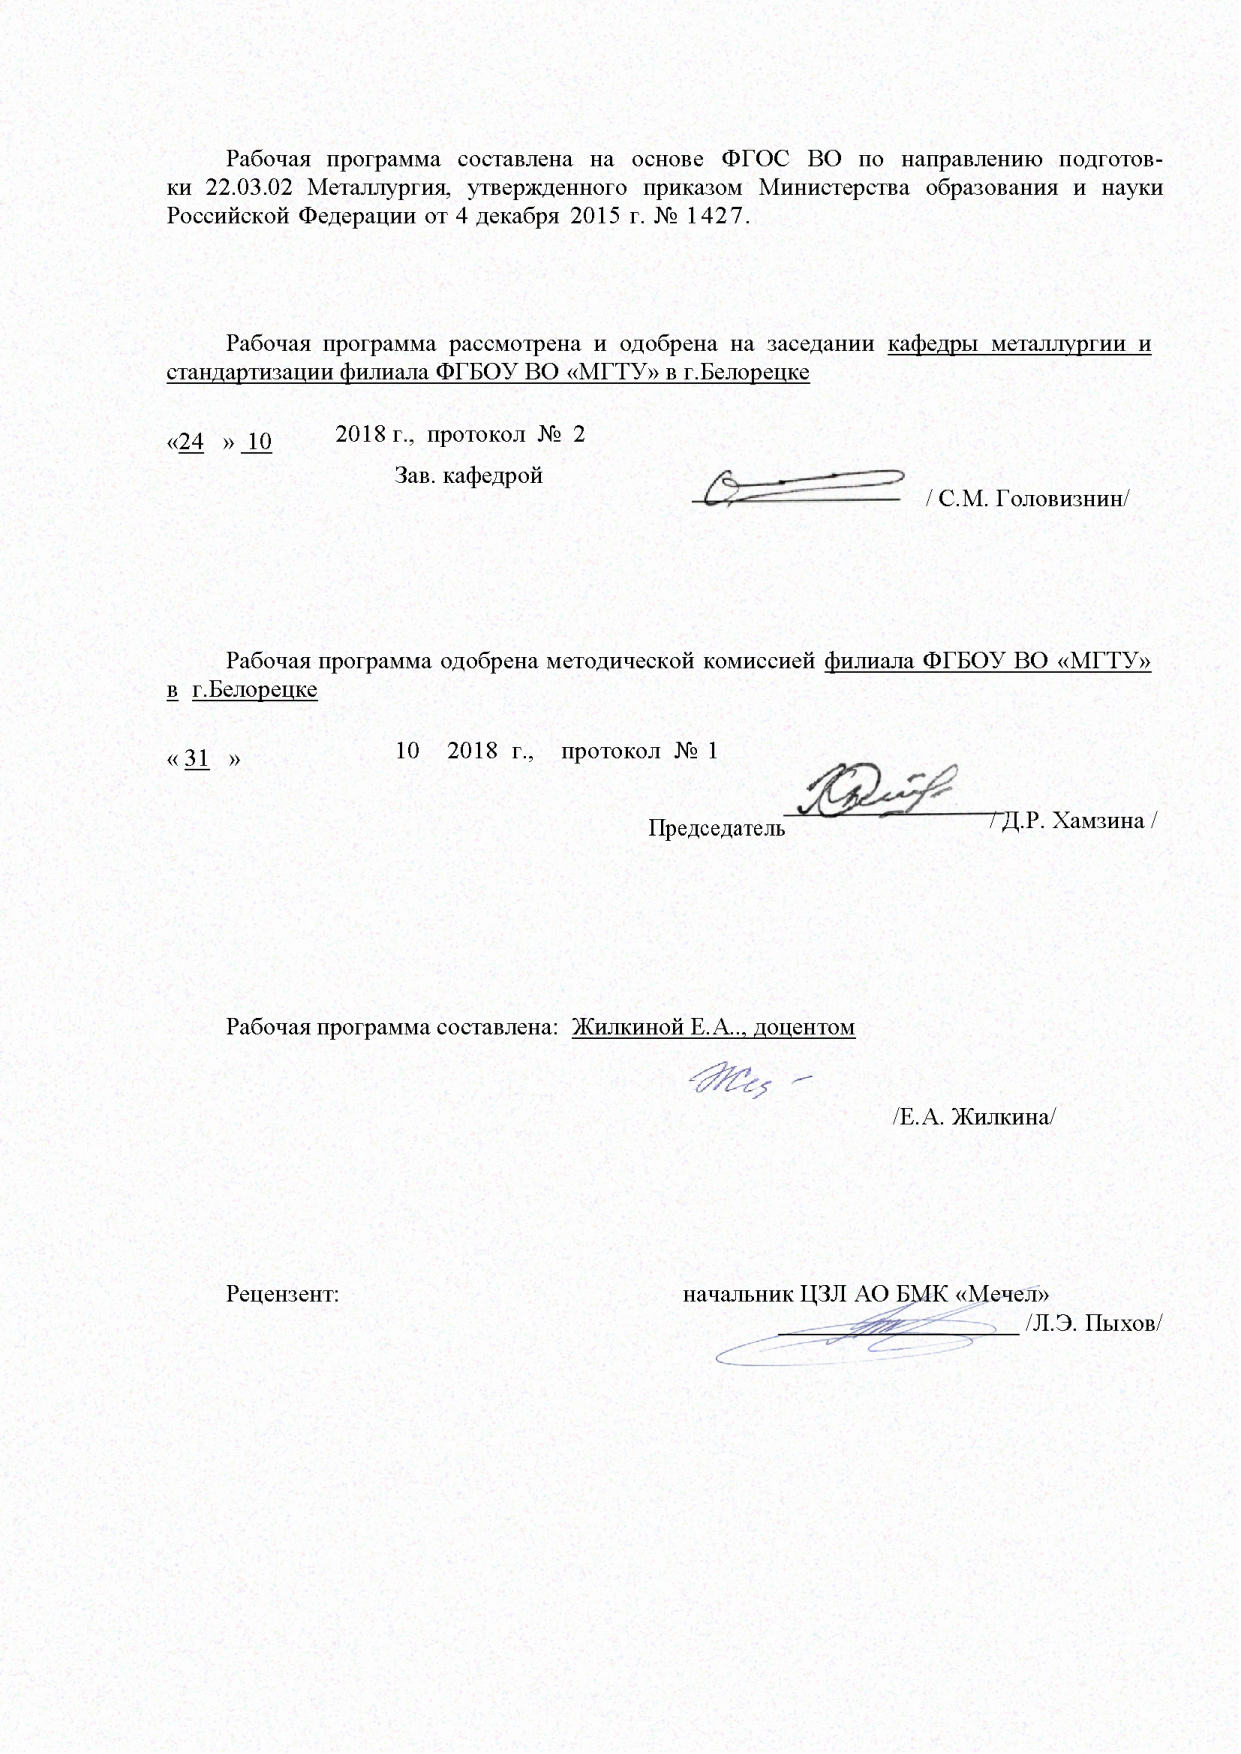 Рабочая программа составлена на основе ФГОС ВО по направлению подготов-
ки 22.03.02 Металлургия, утвержденного приказом Министерства образования и науки
Российской Федерации от 4 декабря 2015 г. № 1427.
Рабочая программа рассмотрена и одобрена на заседании кафедры металлургии и
стандартизации филиала ФГБОУ ВО «МГТУ» в г.Белорецке
«24 » 10 2018 г., протокол № 2
Зав. кафедрой
/ С.М. Головизнин/
Рабочая программа одобрена методической комиссией филиала ФГБОУ ВО «МГТУ»
в г.Белорецке
« 31 » 10 2018 г., протокол № 1
Председатель / Д.Р. Хамзина /
Рабочая программа составлена: Жилкиной Е.А.., доцентом
/Е.А. Жилкина/
Рецензент: начальник ЦЗЛ АО БМК «Мечел»
/Л.Э. Пыхов/